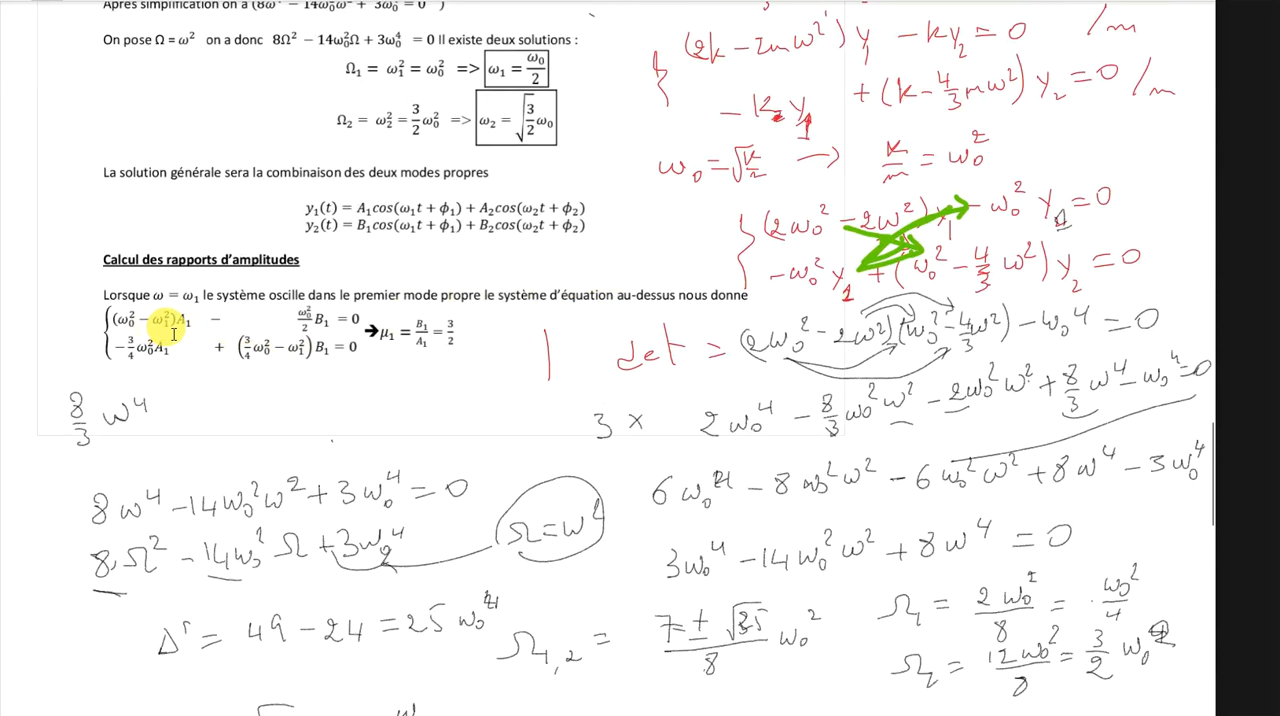 Après simplification on a (8ω⁴ − 14ω₀²ω² + 3ω₀⁴ = 0 )
On pose Ω = ω² on a donc 8Ω² − 14ω₀²Ω + 3ω₀⁴ = 0 Il existe deux solutions :
Ω₁ = ω₁² = ω₀² => ω₁ = ω₀/2
Ω₂ = ω₂² = 3/2 ω₀² => ω₂ = √(3/2) ω₀
La solution générale sera la combinaison des deux modes propres
y₁(t) = A₁cos(ω₁t + ϕ₁) + A₂cos(ω₂t + ϕ₂)
y₂(t) = B₁cos(ω₁t + ϕ₁) + B₂cos(ω₂t + ϕ₂)
Calcul des rapports d’amplitudes
Lorsque ω = ω₁ le système oscille dans le premier mode propre le système d’équation au-dessus nous donne
(ω₀² − ω₁²)A₁ − ω₀²/2 B₁ = 0
−3/4 ω₀²A₁ + (3/4 ω₀² − ω₁²)B₁ = 0 ➔ μ₁ = B₁/A₁ = 3/2
(2k − 2mω²) y₁ − ky₂ = 0 /m
− k y₁ + (k − 4/3 mω²) y₂ = 0 /m
ω₀ = √k/2 → k/m = ω₀²
(2ω₀² − 2ω²) y₁ − ω₀² y = 0
−ω₀² y₁ + (ω₀² − 4/3 ω²) y₂ = 0
det = (2ω₀² − 2ω²)(ω₀² − 4/3 ω²) − ω₀⁴ = 0
8/3 ω⁴
3 × 2ω₀⁴ − 8/3 ω₀²ω² − 2ω₀²ω² + 8/3 ω⁴ − ω₀⁴ = 0
6ω₀⁴ − 8ω₀²ω² − 6ω₀²ω² + 8ω⁴ − 3ω₀⁴
3ω₀⁴ − 14ω₀²ω² + 8ω⁴ = 0
8ω⁴ − 14ω₀²ω² + 3ω₀⁴ = 0
8Ω² − 14ω₀² Ω + 3ω₀⁴
Ω = ω²
Δ' = 49 − 24 = 25 ω₀⁴
Ω₁,₂ = 7 ± √25 / 8 ω₀²
Ω₁ = 2ω₀²/8 = ω₀²/4
Ω₂ = 12ω₀²/8 = 3/2 ω₀²